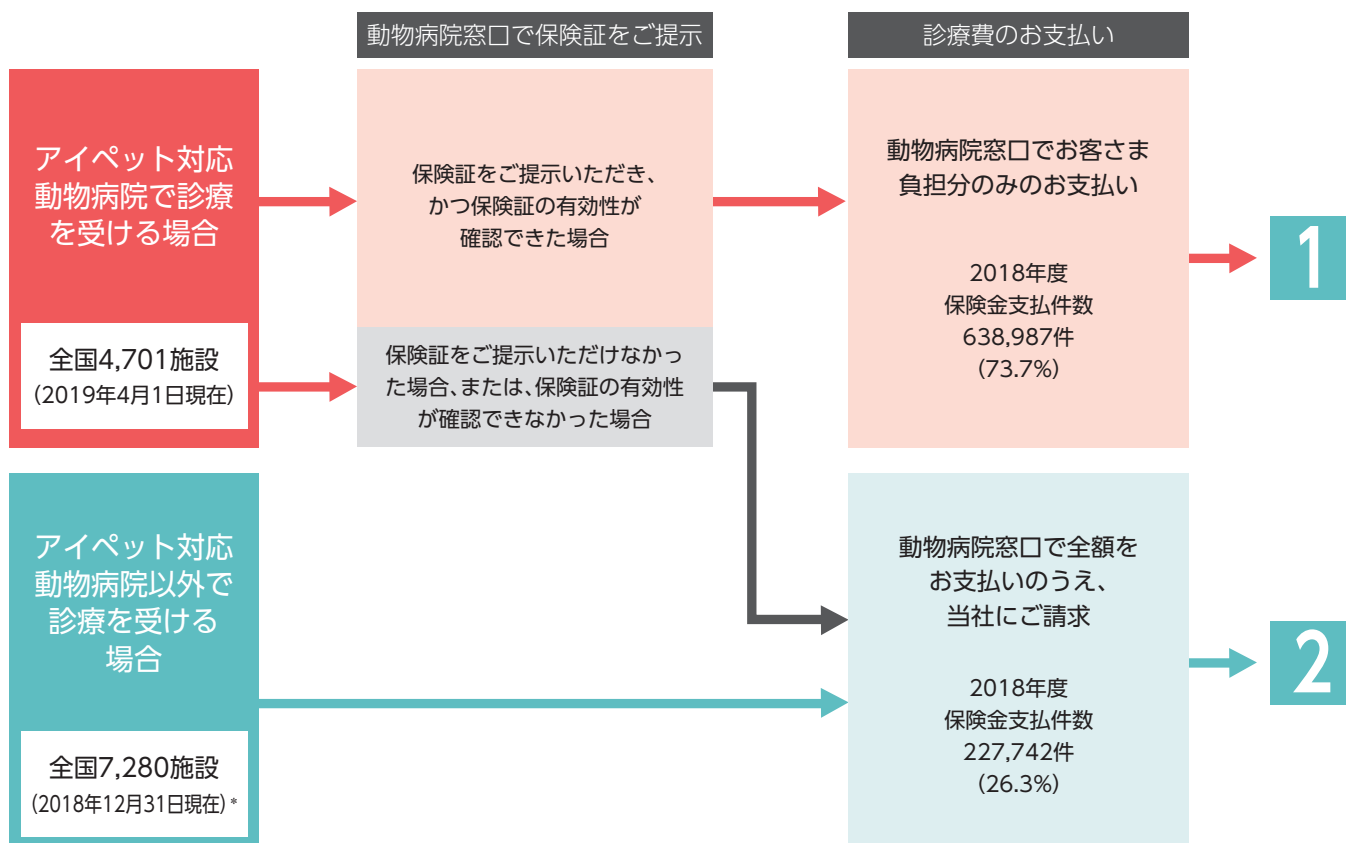 動物病院窓口で保険証をご提示
診療費のお支払い
アイペット対応
動物病院で診療
を受ける場合
全国4,701施設
（2019年4月1日現在）
保険証をご提示いただき、
かつ保険証の有効性が
確認できた場合
保険証をご提示いただけなかっ
た場合、または、保険証の有効性
が確認できなかった場合
動物病院窓口でお客さま
負担分のみのお支払い
2018年度
保険金支払件数
638,987件
（73.7%）
1
アイペット対応
動物病院以外で
診療を受ける
場合
全国7,280施設
（2018年12月31日現在）*
動物病院窓口で全額を
お支払いのうえ、
当社にご請求
2018年度
保険金支払件数
227,742件
（26.3%）
2